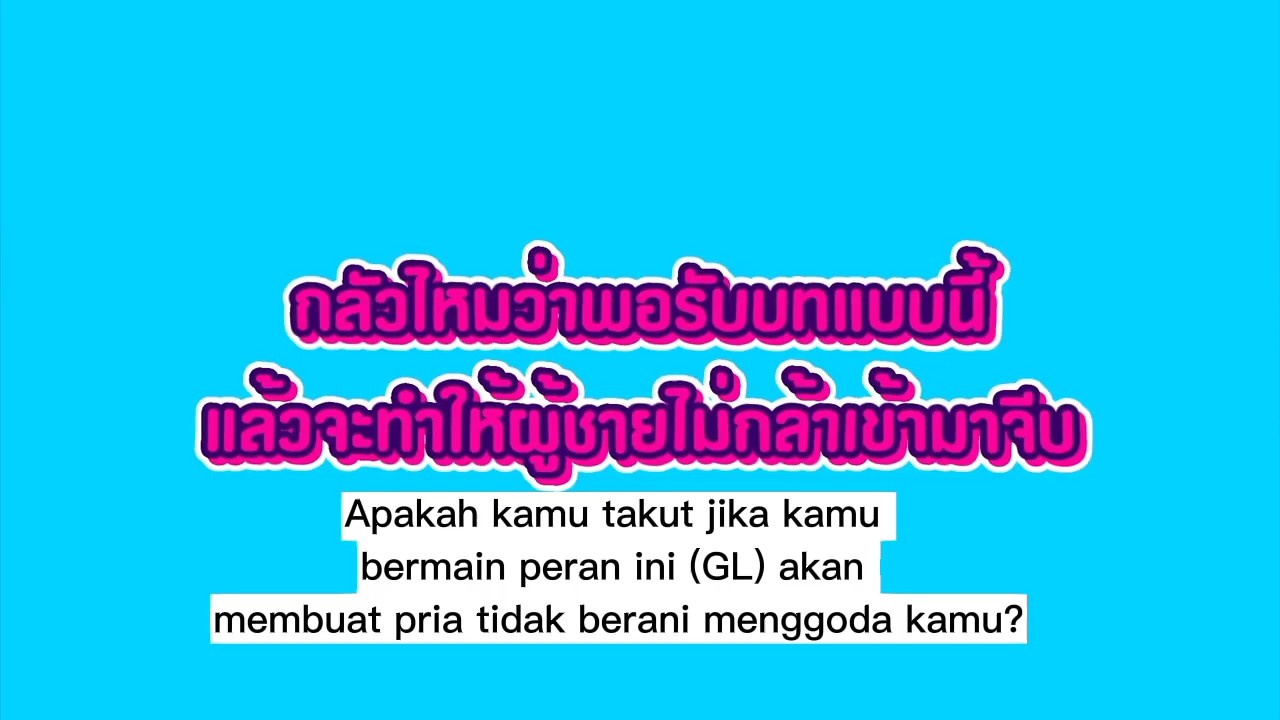 กลัวไหมว่าพอรับบทแบบนี้
แล้วจะทำให้ผู้ชายไม่กล้าเข้ามาจีบ
Apakah kamu takut jika kamu
bermain peran ini (GL) akan
membuat pria tidak berani menggoda kamu?